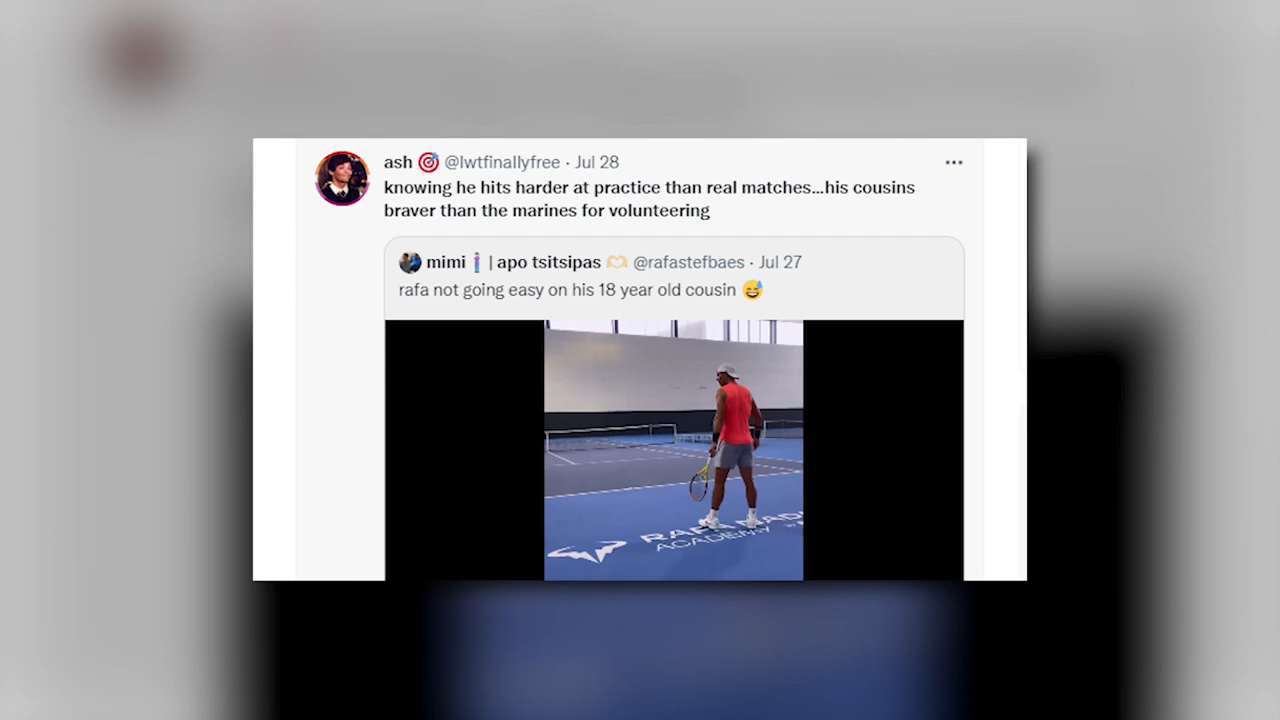 ash 🎯 @lwtfinallyfree · Jul 28
knowing he hits harder at practice than real matches...his cousins
braver than the marines for volunteering
mimi 🧍‍♀️ | apo tsitsipas 🫶🏻 @rafastefbaes · Jul 27
rafa not going easy on his 18 year old cousin 😅
RAFA NADA
ACADEMY